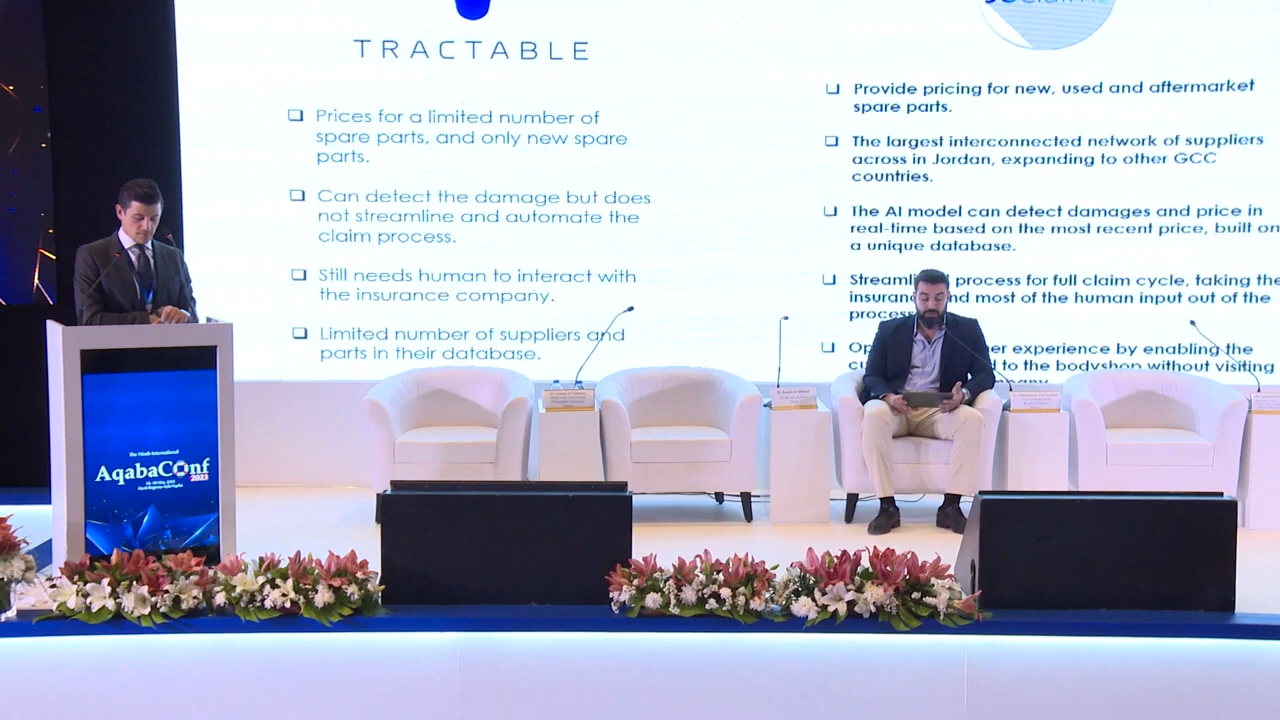 TRACTABLE
❑ Prices for a limited number of
spare parts, and only new spare
parts.
❑ Can detect the damage but does
not streamline and automate the
claim process.
❑ Still needs human to interact with
the insurance company.
❑ Limited number of suppliers and
parts in their database.
❑ Provide pricing for new, used and aftermarket
spare parts.
❑ The largest interconnected network of suppliers
across in Jordan, expanding to other GCC
countries.
❑ The AI model can detect damages and price in
real-time based on the most recent price, built on
a unique database.
❑ process for full claim cycle, taking the
and most of the human input out of the
❑ experience by enabling the
to the bodyshop without visiting
The Ninth International
AqabaConf
2023